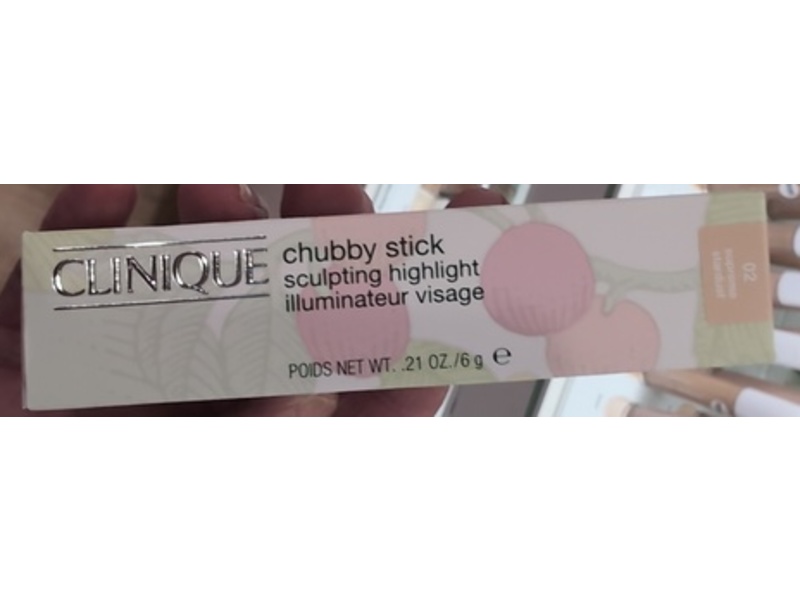 CLINIQUE
chubby stick
sculpting highlight
illuminateur visage
POIDS NET WT. .21 OZ./6 g ℮
02